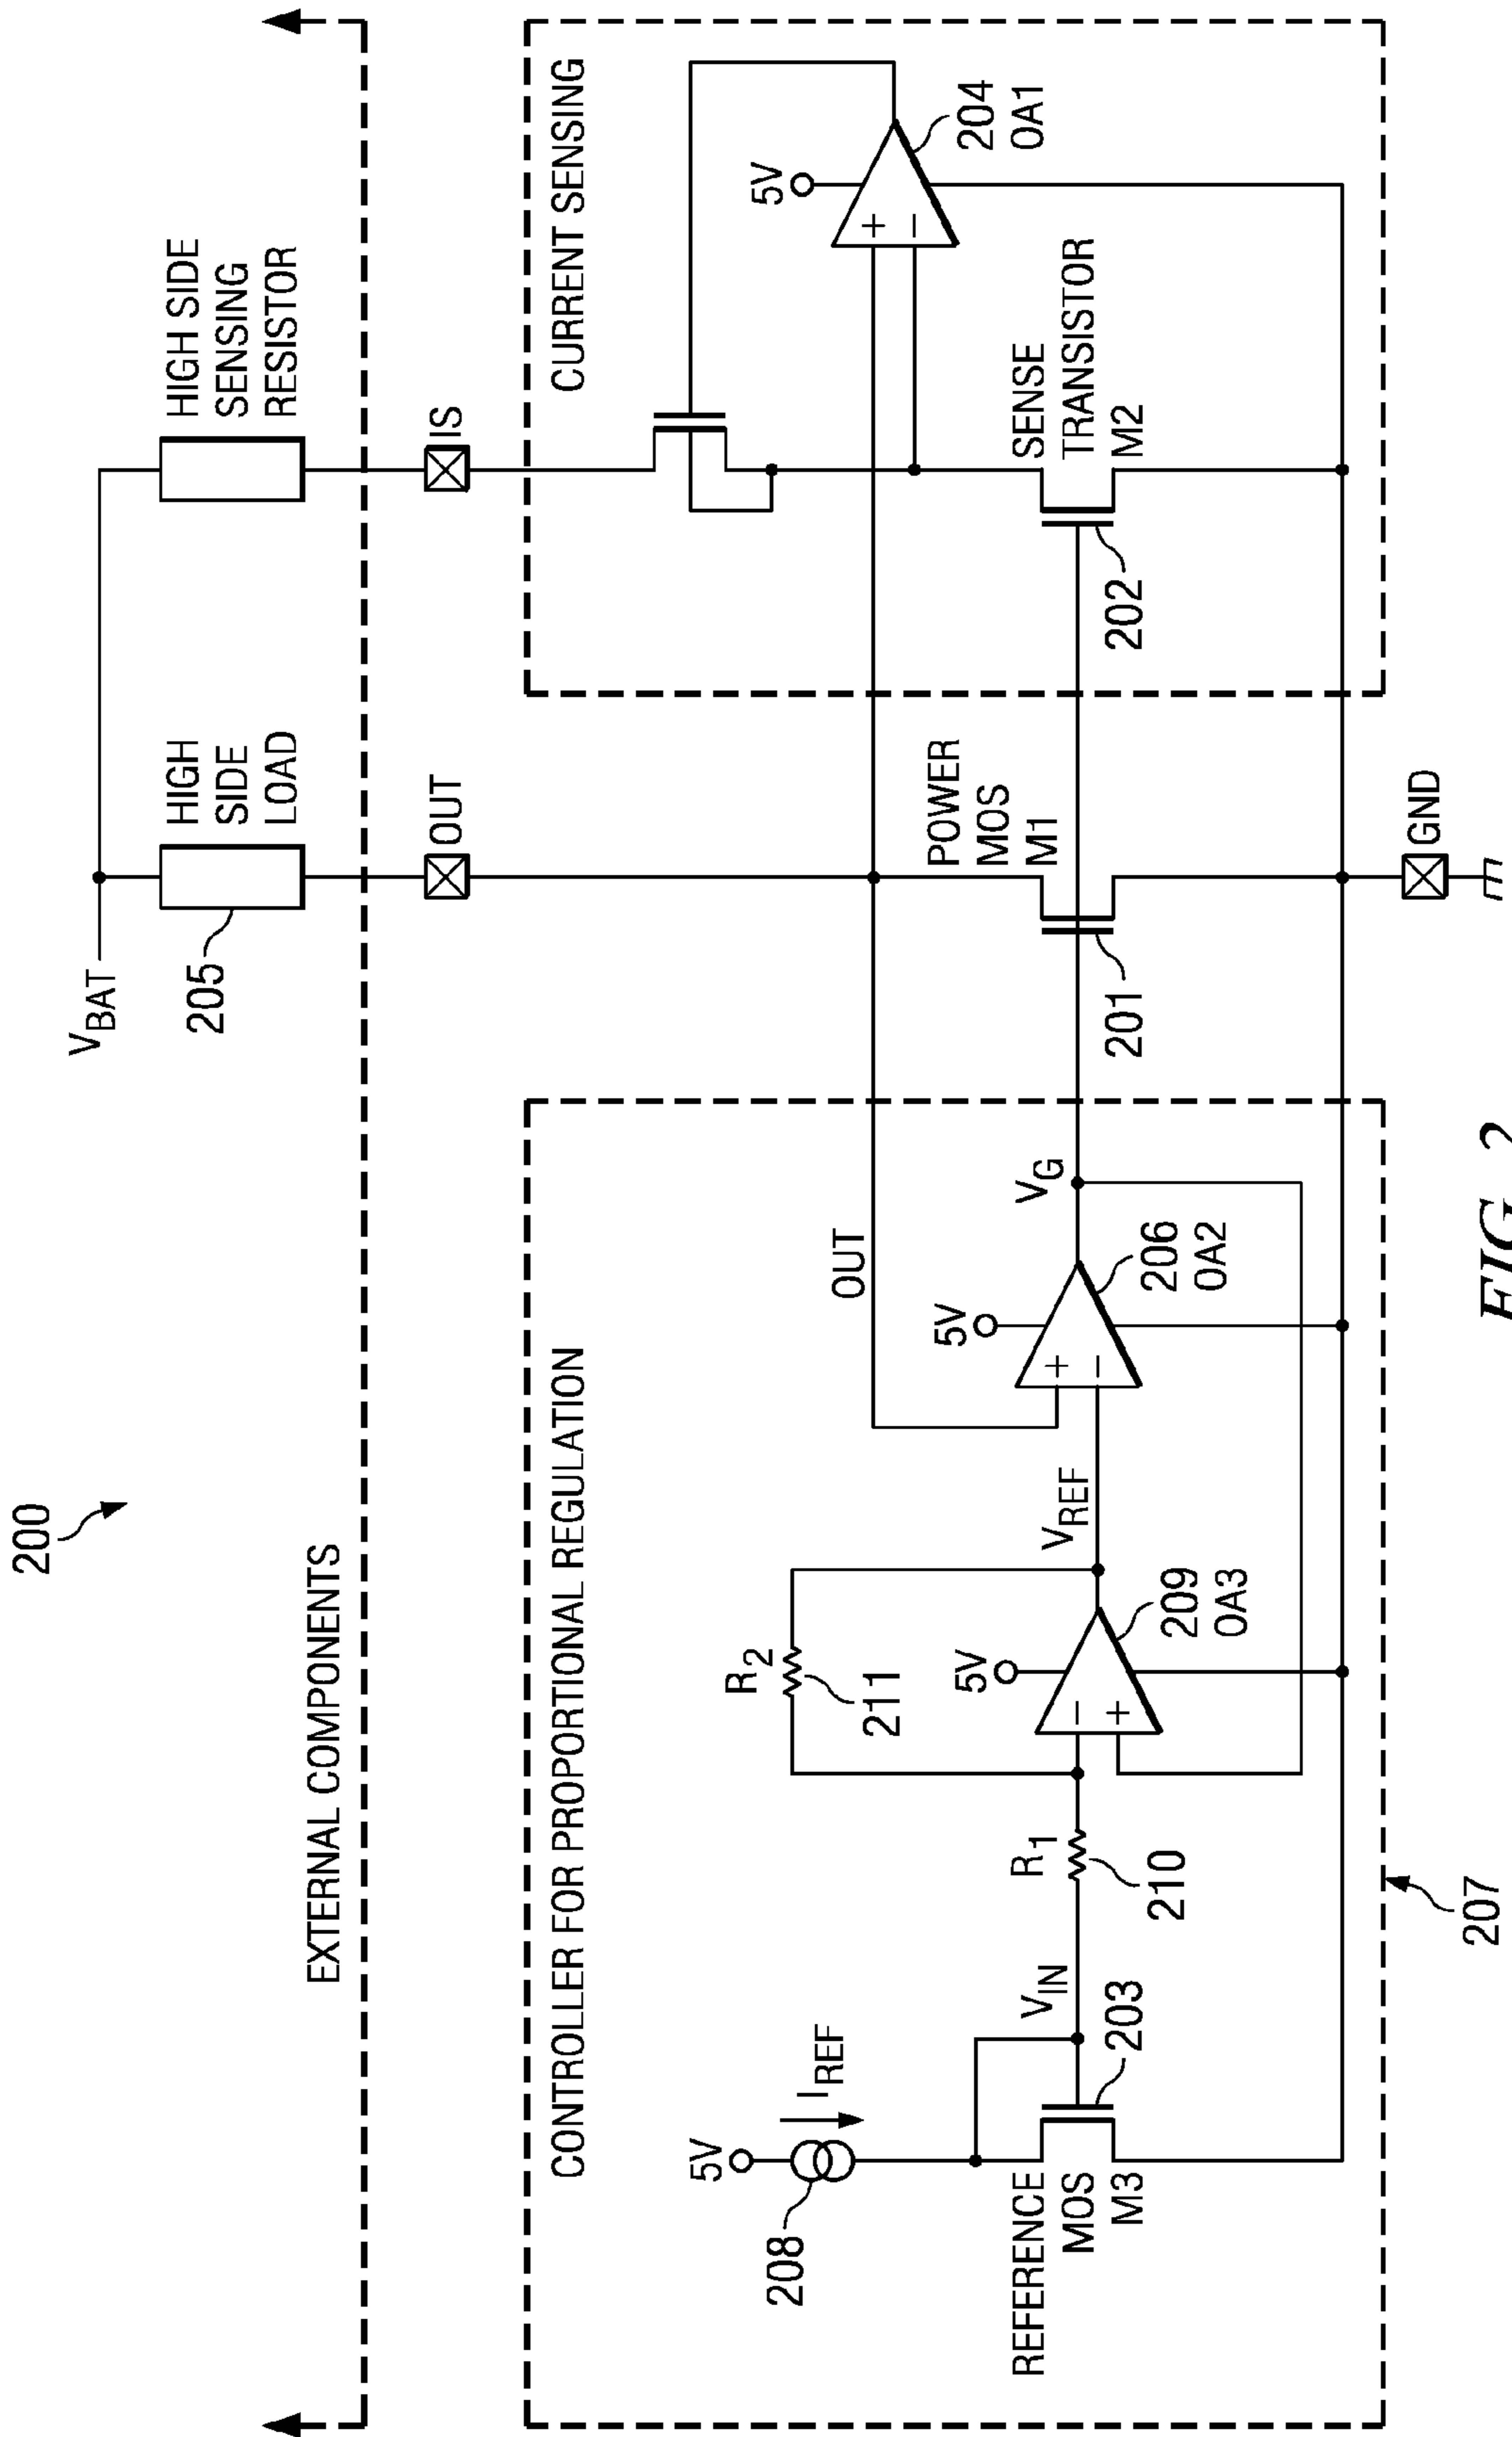 200
EXTERNAL COMPONENTS
VBAT
205
HIGH
SIDE
LOAD
HIGH SIDE
SENSING
RESISTOR
OUT
IS
CONTROLLER FOR PROPORTIONAL REGULATION
CURRENT SENSING
5V
208
IREF
REFERENCE
MOS
M3
203
VIN
R1
210
R2
211
5V
-
+
209
OA3
VREF
OUT
5V
+
-
206
OA2
VG
POWER
MOS
M1
201
SENSE
TRANSISTOR
M2
202
5V
+
-
204
OA1
GND
207
FIG. 2